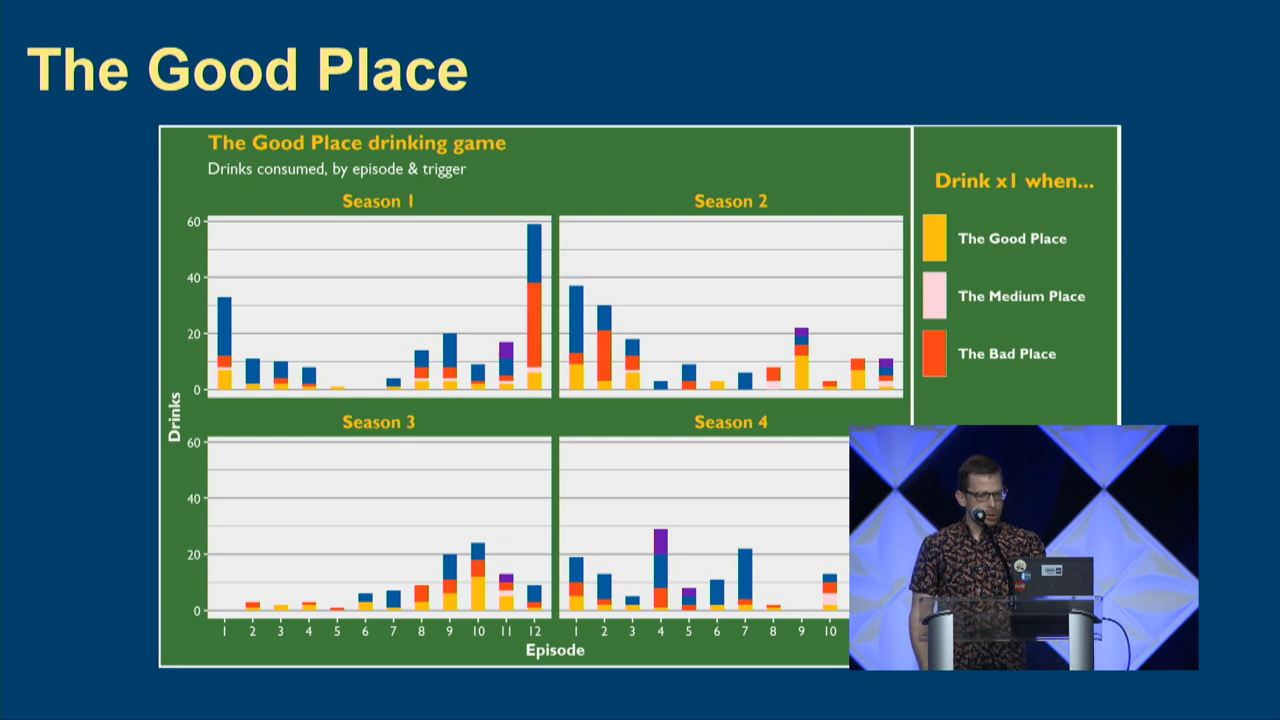 The Good Place
The Good Place drinking game
Drinks consumed, by episode & trigger
Season 1
Season 2
60
40
20
0
Drinks
Season 3
Season 4
60
40
20
0
1 2 3 4 5 6 7 8 9 10 11 12
1 2 3 4 5 6 7 8 9 10
Episode
Drink x1 when...
The Good Place
The Medium Place
The Bad Place